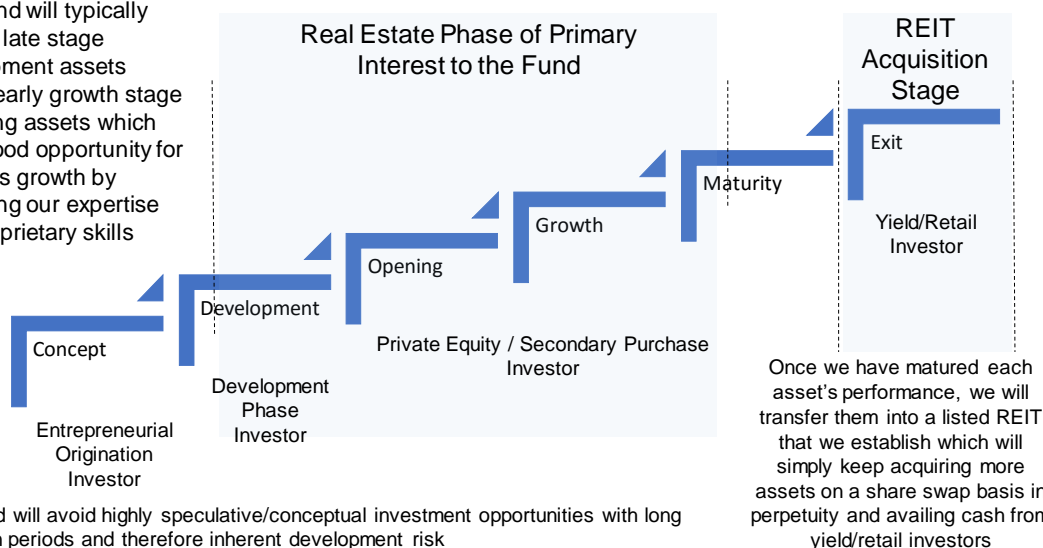 nd will typically
late stage
pment assets
early growth stage
ng assets which
ood opportunity for
s growth by
ng our expertise
prietary skills
Real Estate Phase of Primary
Interest to the Fund
REIT
Acquisition
Stage
Exit
Maturity
Growth
Opening
Development
Concept
Yield/Retail
Investor
Private Equity / Secondary Purchase
Investor
Development
Phase
Investor
Entrepreneurial
Origination
Investor
Once we have matured each
asset's performance, we will
transfer them into a listed REIT
that we establish which will
simply keep acquiring more
assets on a share swap basis in
perpetuity and availing cash from
yield/retail investors
d will avoid highly speculative/conceptual investment opportunities with long
n periods and therefore inherent development risk